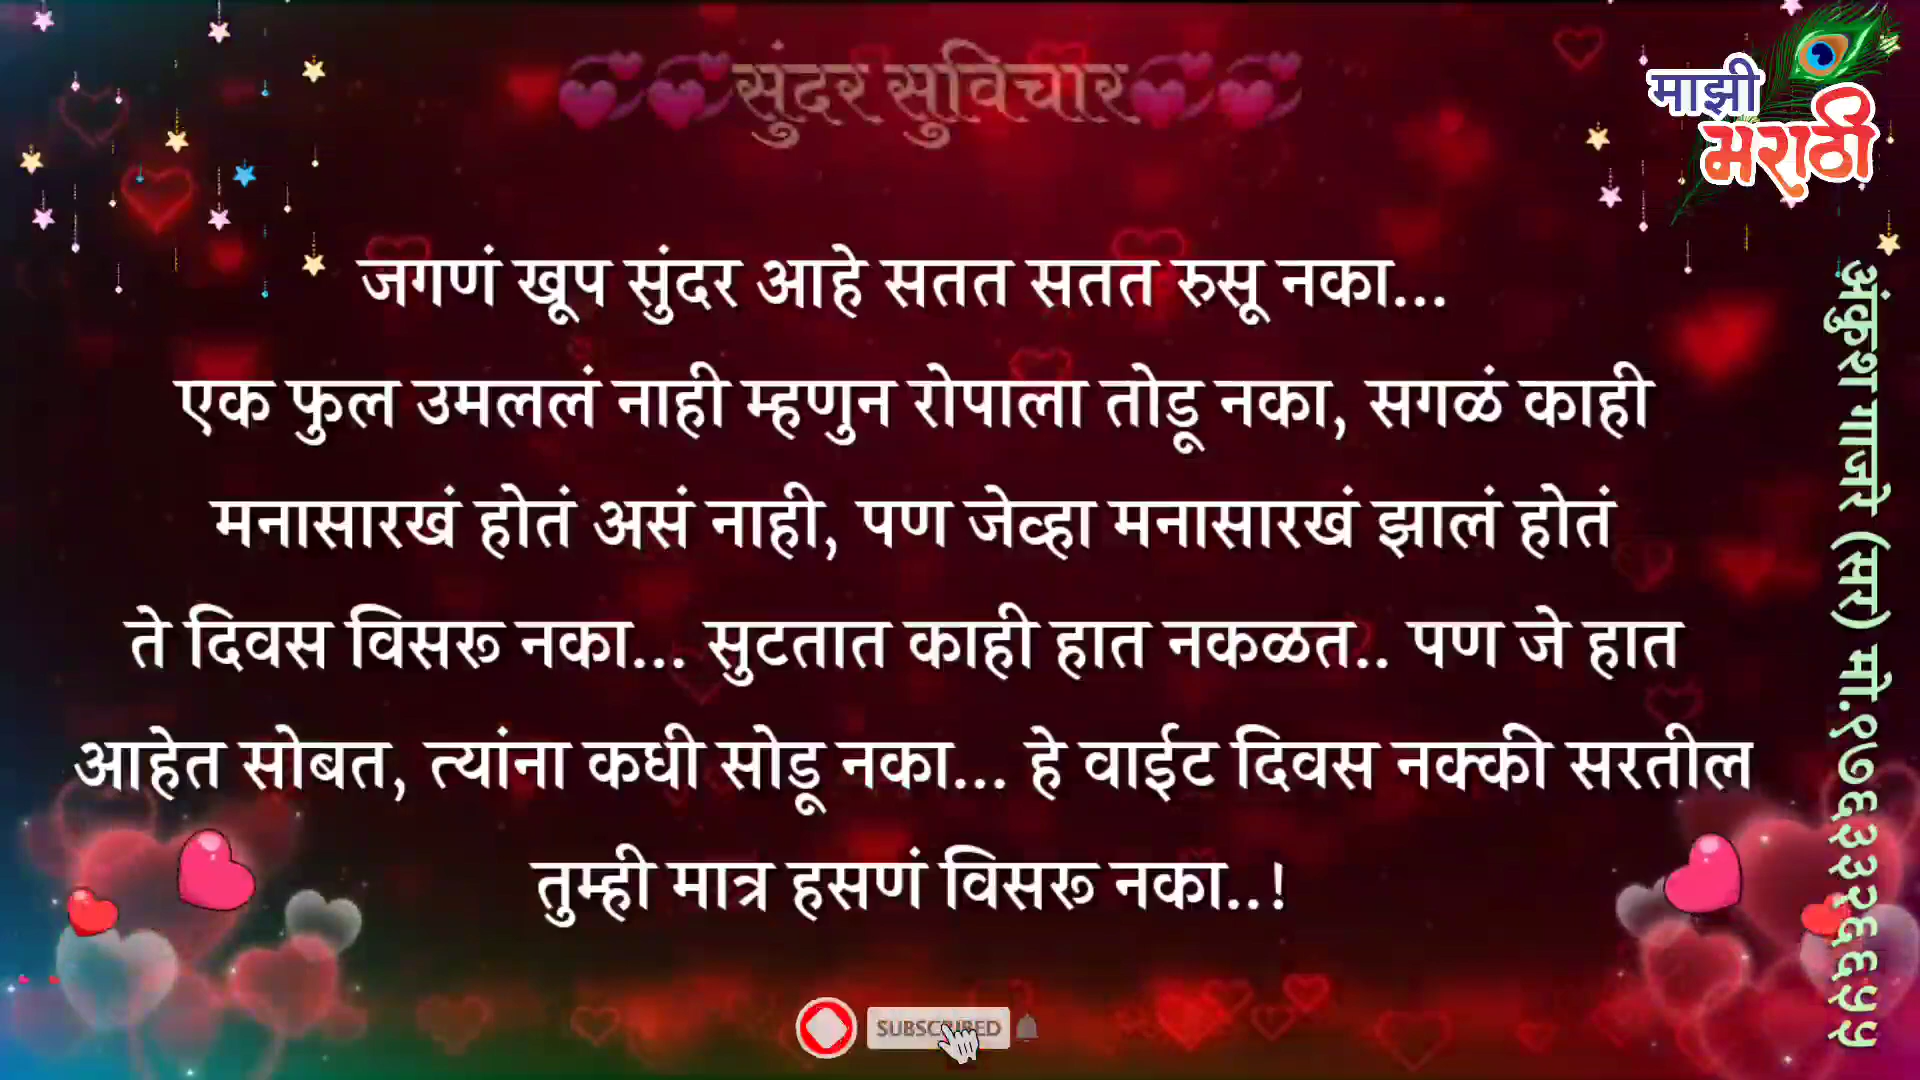 💞💞सुंदर सुविचार💞💞
माझी
मराठी
जगणं खूप सुंदर आहे सतत सतत रुसू नका...
एक फुल उमललं नाही म्हणुन रोपाला तोडू नका, सगळं काही
मनासारखं होतं असं नाही, पण जेव्हा मनासारखं झालं होतं
ते दिवस विसरू नका... सुटतात काही हात नकळत.. पण जे हात
आहेत सोबत, त्यांना कधी सोडू नका... हे वाईट दिवस नक्की सरतील
तुम्ही मात्र हसणं विसरू नका..!
अंकुश गाजरे (सर) मो.९७६३३२६६५५
SUBSCRIBED